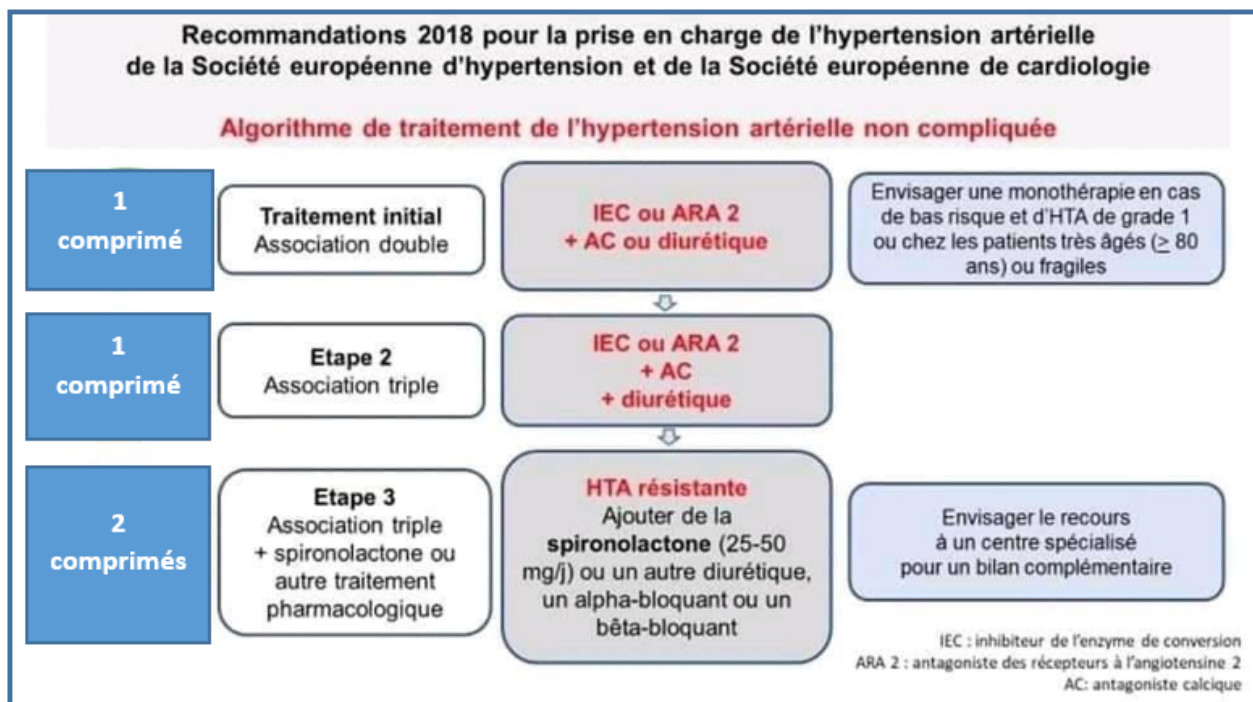 Recommandations 2018 pour la prise en charge de l'hypertension artérielle
de la Société européenne d'hypertension et de la Société européenne de cardiologie
Algorithme de traitement de l'hypertension artérielle non compliquée
1
comprimé
Traitement initial
Association double
IEC ou ARA 2
+ AC ou diurétique
Envisager une monothérapie en cas
de bas risque et d'HTA de grade 1
ou chez les patients très âgés (≥ 80
ans) ou fragiles
1
comprimé
Etape 2
Association triple
IEC ou ARA 2
+ AC
+ diurétique
2
comprimés
Etape 3
Association triple
+ spironolactone ou
autre traitement
pharmacologique
HTA résistante
Ajouter de la
spironolactone (25-50
mg/j) ou un autre diurétique,
un alpha-bloquant ou un
bêta-bloquant
Envisager le recours
à un centre spécialisé
pour un bilan complémentaire
IEC : inhibiteur de l'enzyme de conversion
ARA 2 : antagoniste des récepteurs à l'angiotensine 2
AC: antagoniste calcique